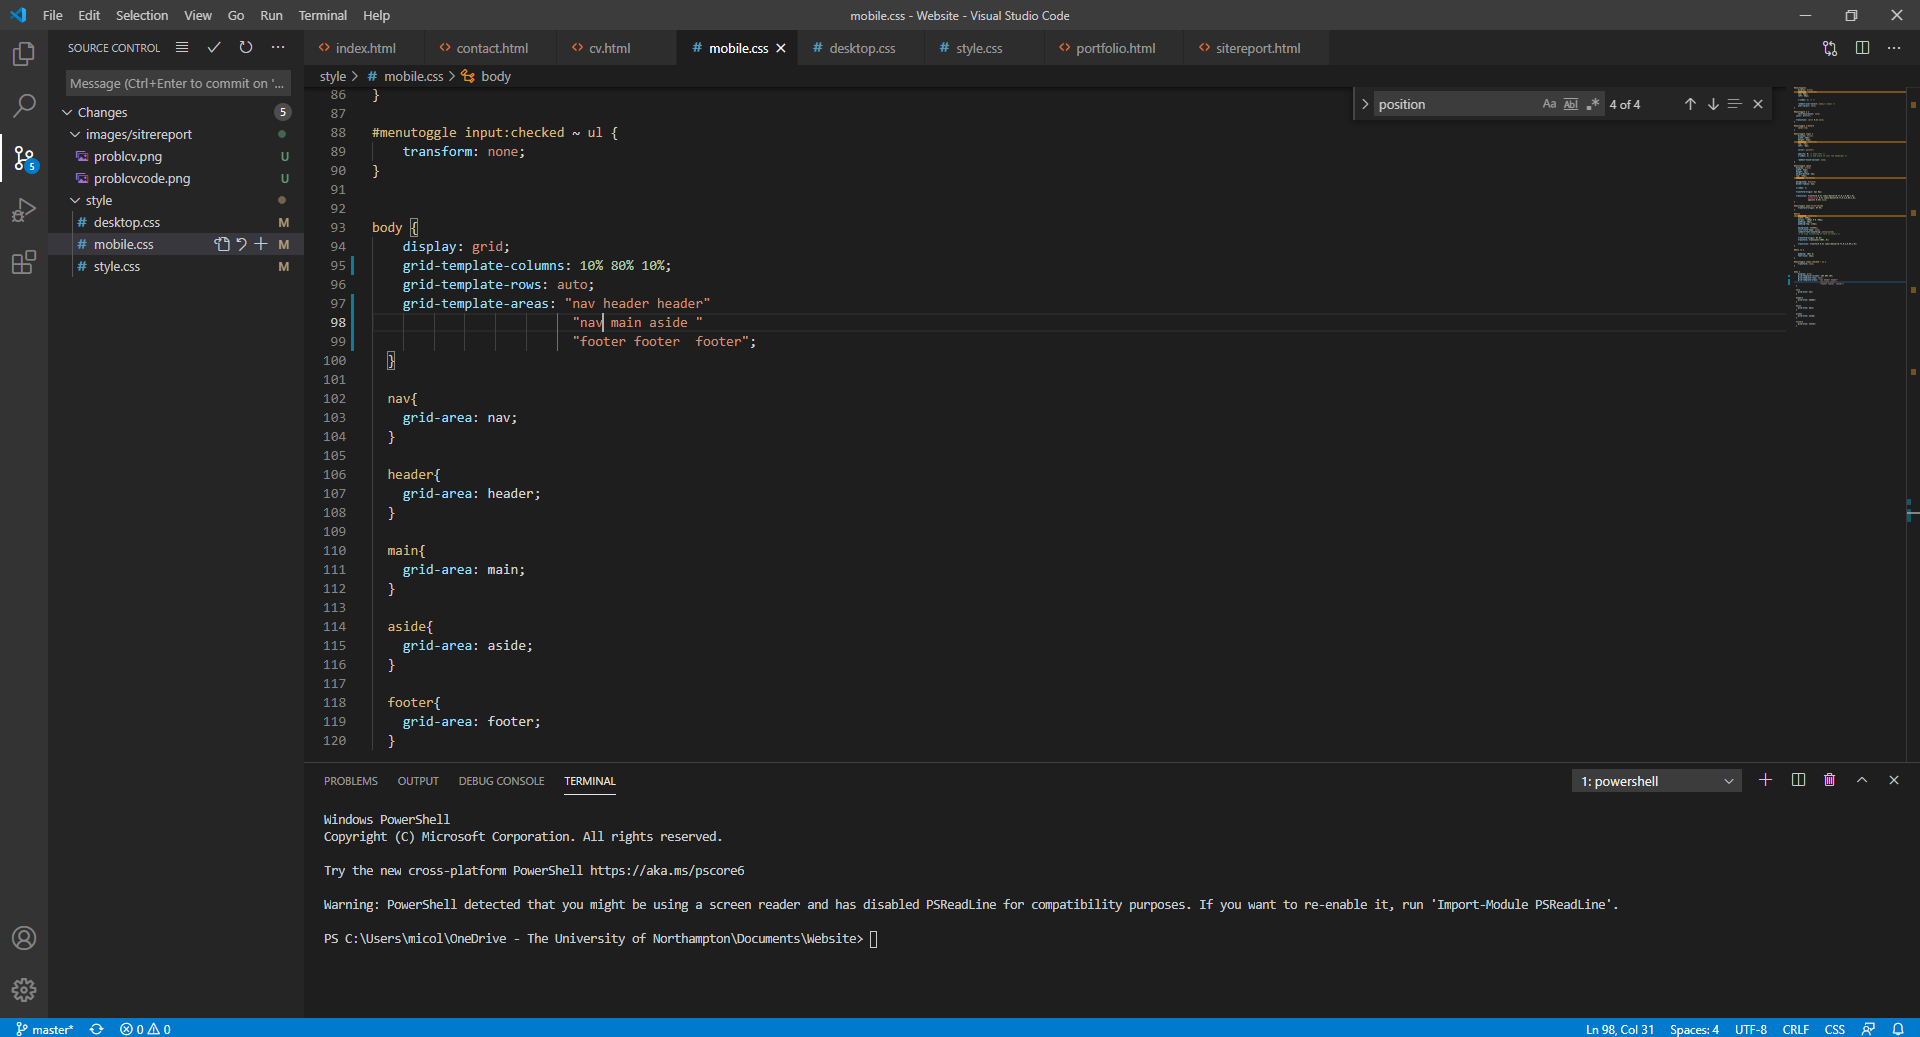 File Edit Selection View Go Run Terminal Help
mobile.css - Website - Visual Studio Code
SOURCE CONTROL
Message (Ctrl+Enter to commit on '...
Changes 5
images/sitrereport
problcv.png U
problcvcode.png U
style
desktop.css M
mobile.css M
style.css M
5
index.html contact.html cv.html mobile.css desktop.css style.css portfolio.html sitereport.html
style > # mobile.css > body
position Aa Abl .* 4 of 4
86 }
87
88 #menutoggle input:checked ~ ul {
89 transform: none;
90 }
91
92
93 body {
94 display: grid;
95 grid-template-columns: 10% 80% 10%;
96 grid-template-rows: auto;
97 grid-template-areas: "nav header header"
98 "nav main aside "
99 "footer footer  footer";
100 }
101
102 nav{
103 grid-area: nav;
104 }
105
106 header{
107 grid-area: header;
108 }
109
110 main{
111 grid-area: main;
112 }
113
114 aside{
115 grid-area: aside;
116 }
117
118 footer{
119 grid-area: footer;
120 }
PROBLEMS OUTPUT DEBUG CONSOLE TERMINAL
1: powershell
Windows PowerShell
Copyright (C) Microsoft Corporation. All rights reserved.
Try the new cross-platform PowerShell https://aka.ms/pscore6
Warning: PowerShell detected that you might be using a screen reader and has disabled PSReadLine for compatibility purposes. If you want to re-enable it, run 'Import-Module PSReadLine'.
PS C:\Users\micol\OneDrive - The University of Northampton\Documents\Website>
master* 0 0
Ln 98, Col 31 Spaces: 4 UTF-8 CRLF CSS